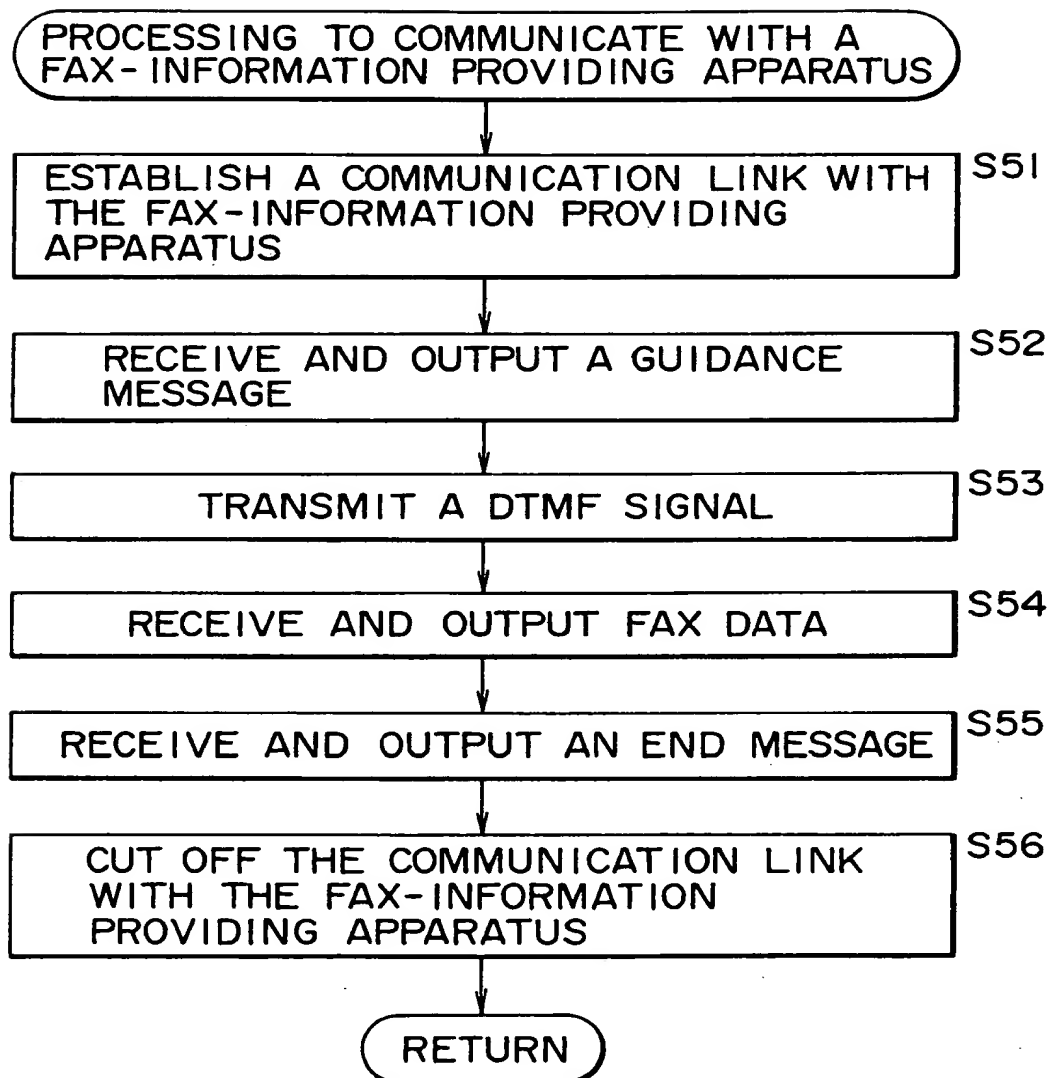 PROCESSING TO COMMUNICATE WITH A
FAX-INFORMATION PROVIDING APPARATUS
S51
ESTABLISH A COMMUNICATION LINK WITH
THE FAX-INFORMATION PROVIDING
APPARATUS
S52
RECEIVE AND OUTPUT A GUIDANCE
MESSAGE
S53
TRANSMIT A DTMF SIGNAL
S54
RECEIVE AND OUTPUT FAX DATA
S55
RECEIVE AND OUTPUT AN END MESSAGE
S56
CUT OFF THE COMMUNICATION LINK
WITH THE FAX-INFORMATION
PROVIDING APPARATUS
RETURN